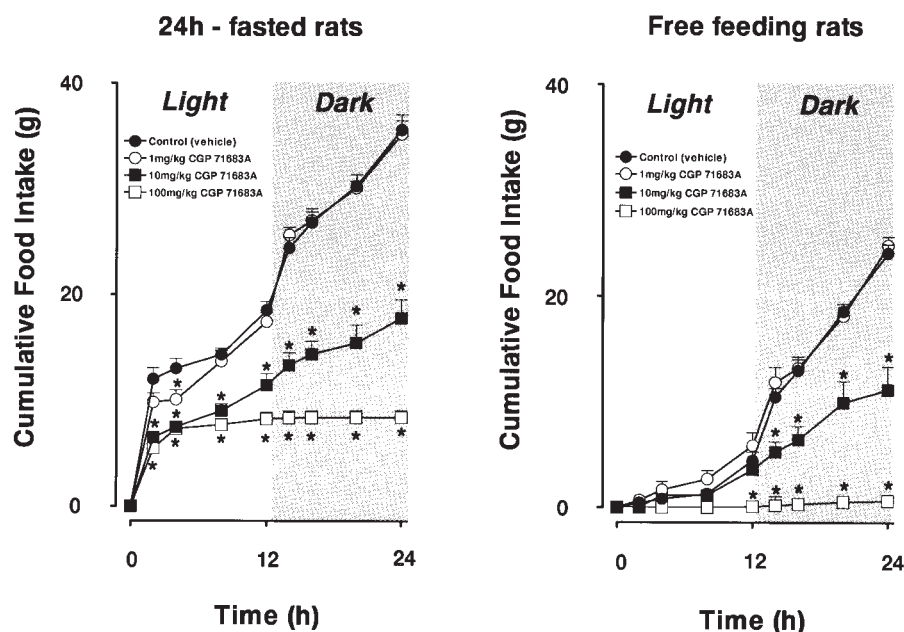 24h - fasted rats
Cumulative Food Intake (g)
40
20
0
Light
Dark
Control (vehicle)
1mg/kg CGP 71683A
10mg/kg CGP 71683A
100mg/kg CGP 71683A
* * * * * * * *
* * * * * * * *
*
0 12 24
Time (h)
Free feeding rats
Cumulative Food Intake (g)
40
20
0
Light
Dark
Control (vehicle)
1mg/kg CGP 71683A
10mg/kg CGP 71683A
100mg/kg CGP 71683A
* * * *
* * * * *
0 12 24
Time (h)